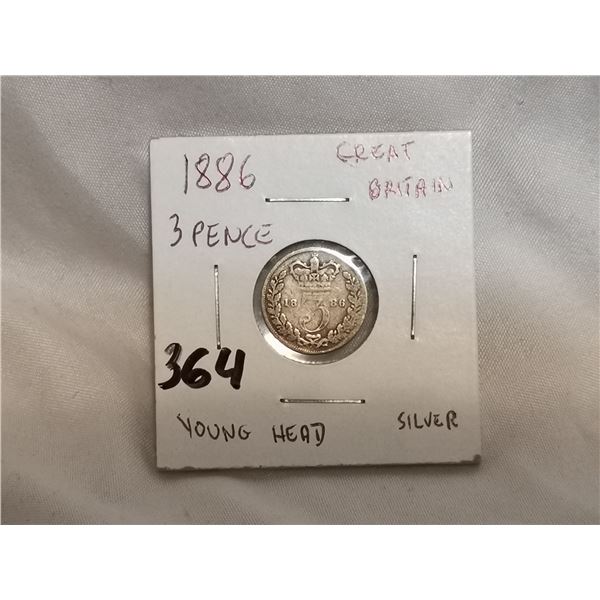 1886
GREAT
BRITAIN
3 PENCE
18 3 86
364
YOUNG HEAD
SILVER